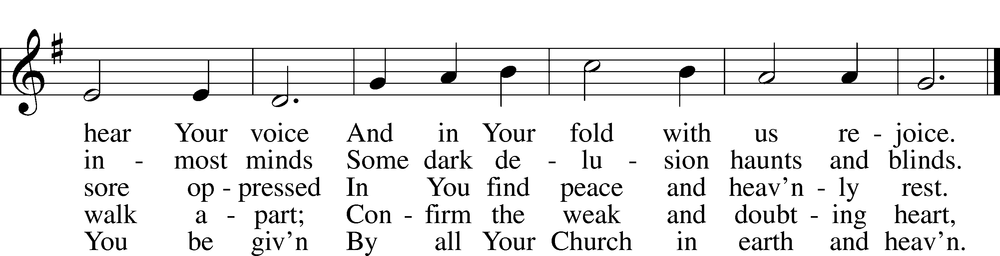 hear Your voice And in Your fold with us re - joice.
in - most minds Some dark de - lu - sion haunts and blinds.
sore op - pressed In You find peace and heav’n - ly rest.
walk a - part; Con - firm the weak and doubt - ing heart,
You be giv’n By all Your Church in earth and heav’n.